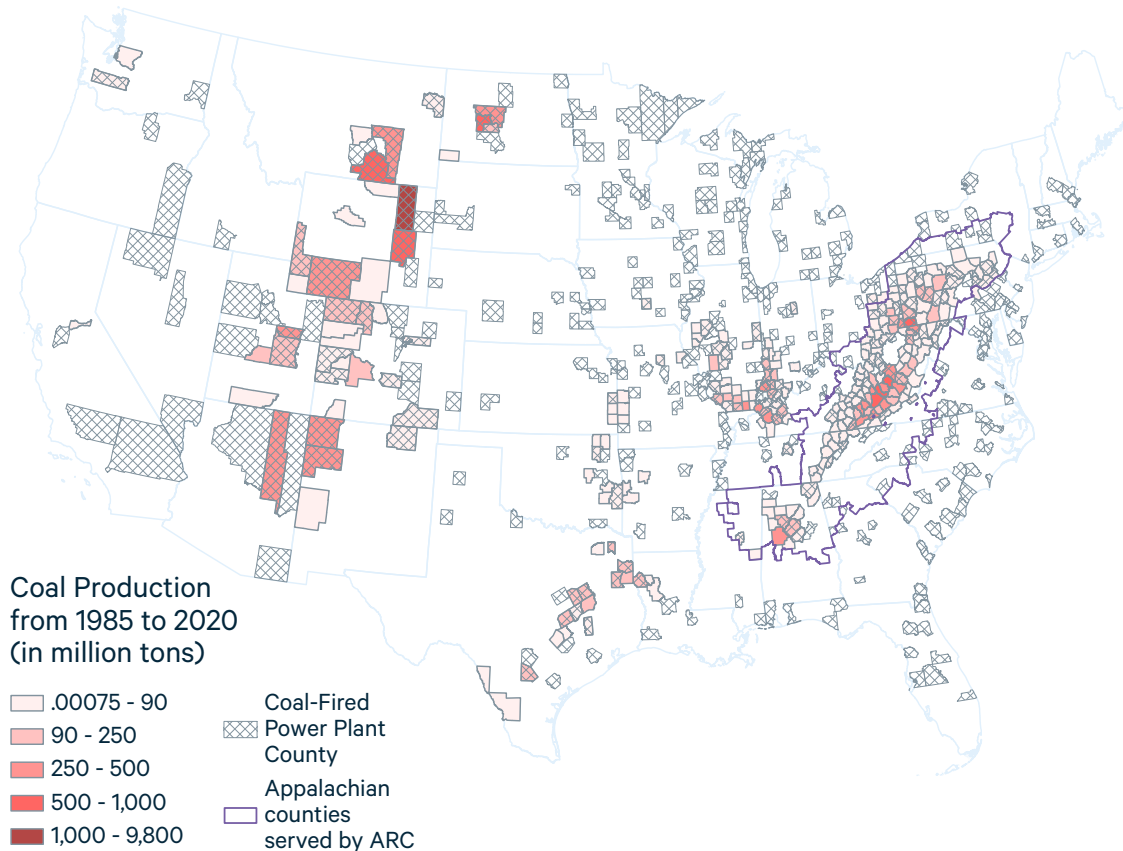 Coal Production
from 1985 to 2020
(in million tons)
.00075 - 90
90 - 250
250 - 500
500 - 1,000
1,000 - 9,800
Coal-Fired
Power Plant
County
Appalachian
counties
served by ARC